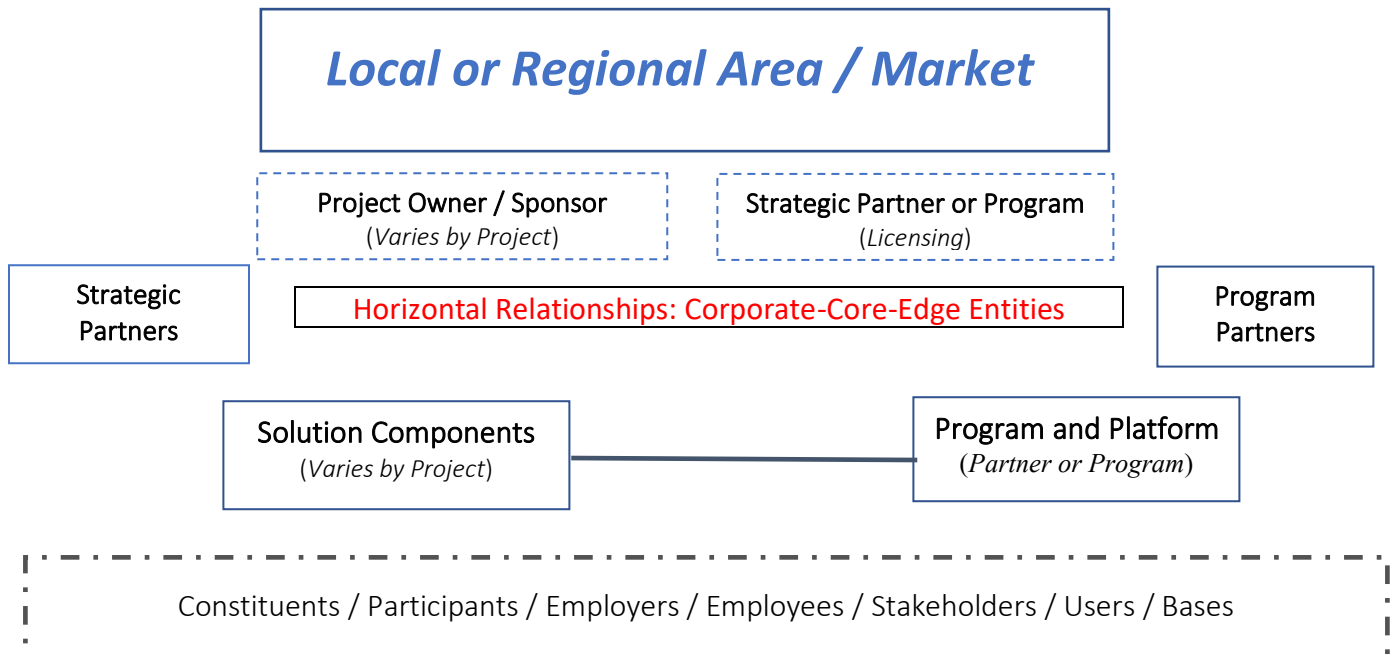 Local or Regional Area / Market
Project Owner / Sponsor
(Varies by Project)
Strategic Partner or Program
(Licensing)
Strategic
Partners
Horizontal Relationships: Corporate-Core-Edge Entities
Program
Partners
Solution Components
(Varies by Project)
Program and Platform
(Partner or Program)
Constituents / Participants / Employers / Employees / Stakeholders / Users / Bases